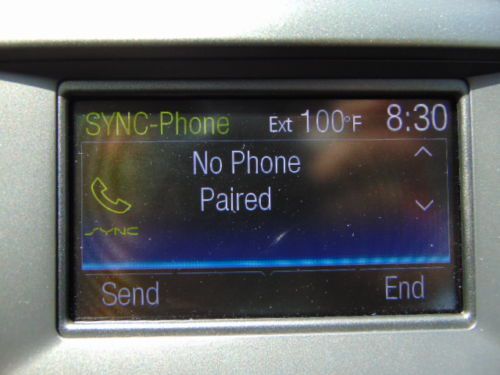 SYNC-Phone Ext 100°F 8:30
No Phone
Paired
SYNC
Send End